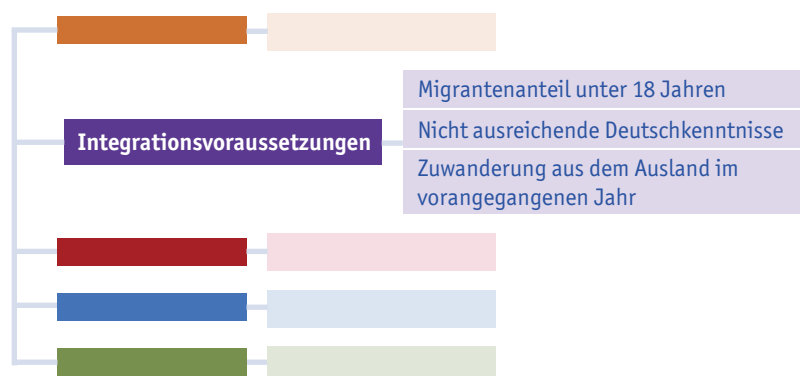 Migrantenanteil unter 18 Jahren
Integrationsvoraussetzungen
Nicht ausreichende Deutschkenntnisse
Zuwanderung aus dem Ausland im
vorangegangenen Jahr